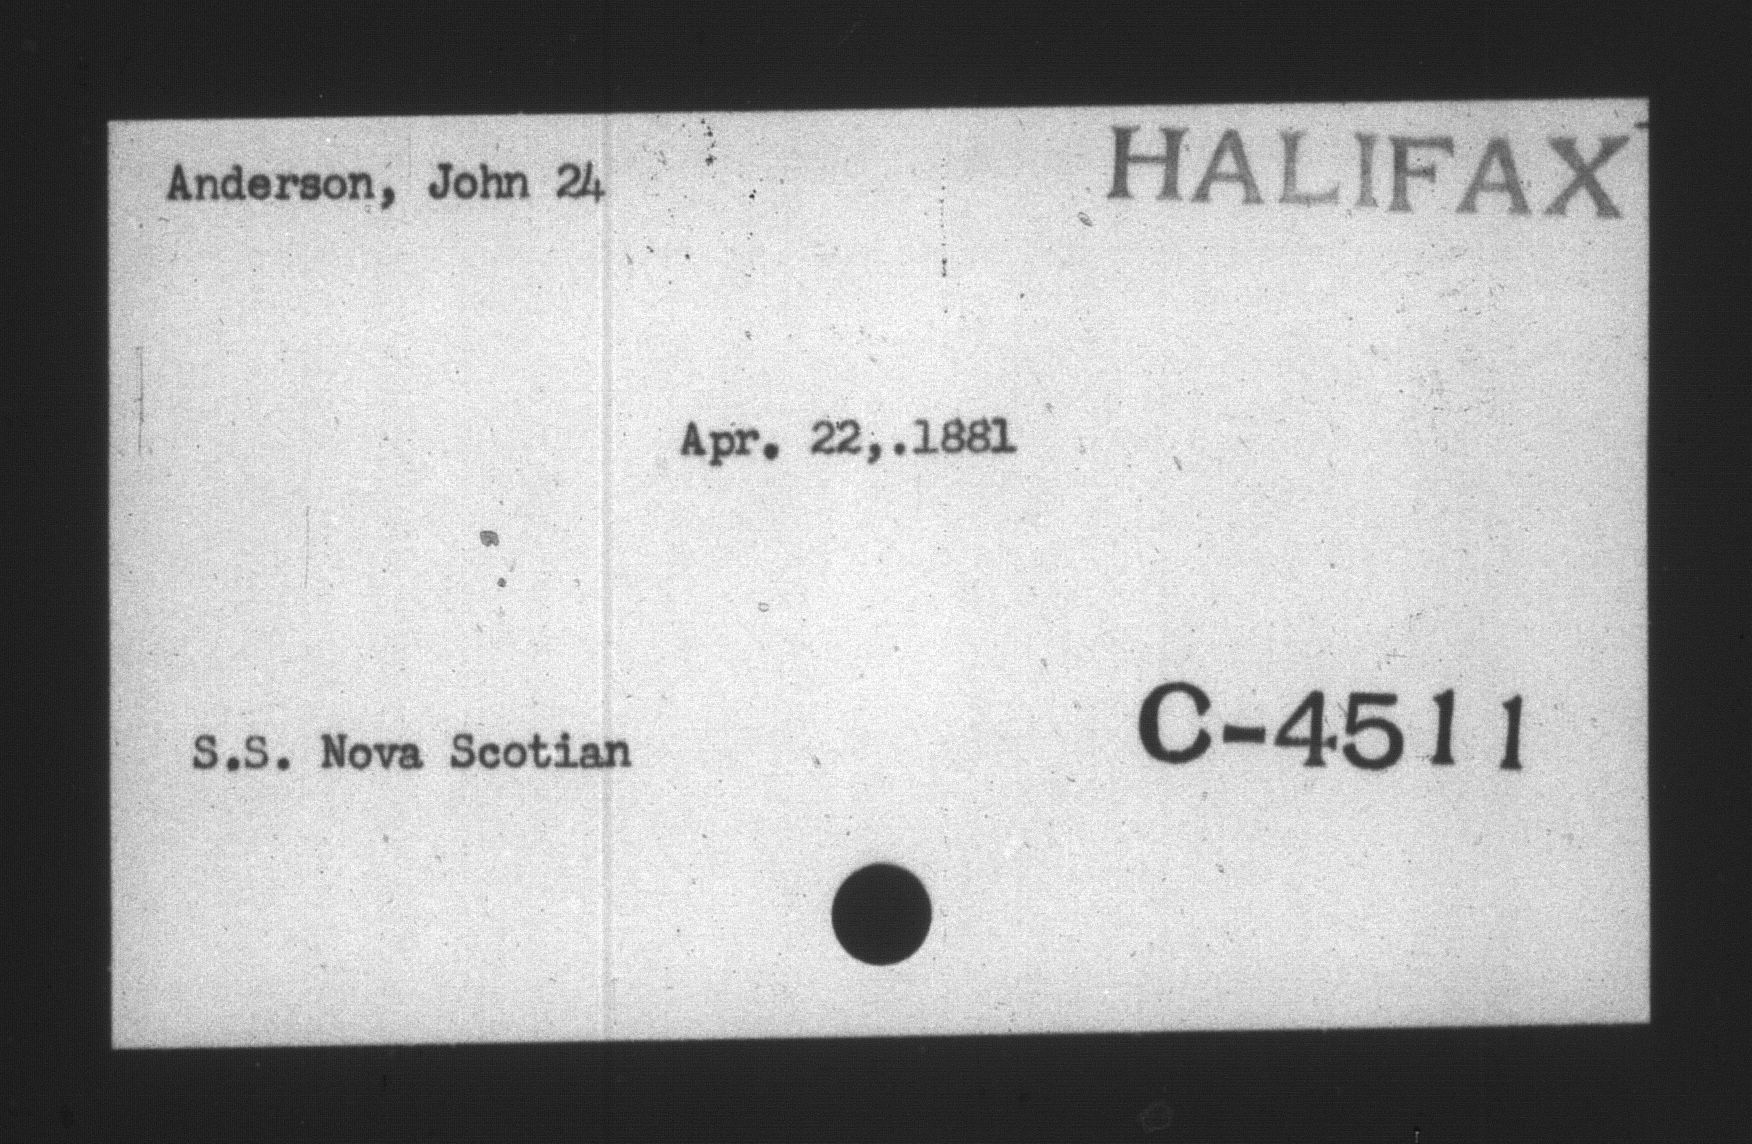 Anderson, John 24
HALIFAX
Apr. 22,.1881
S.S. Nova Scotian
C-4511